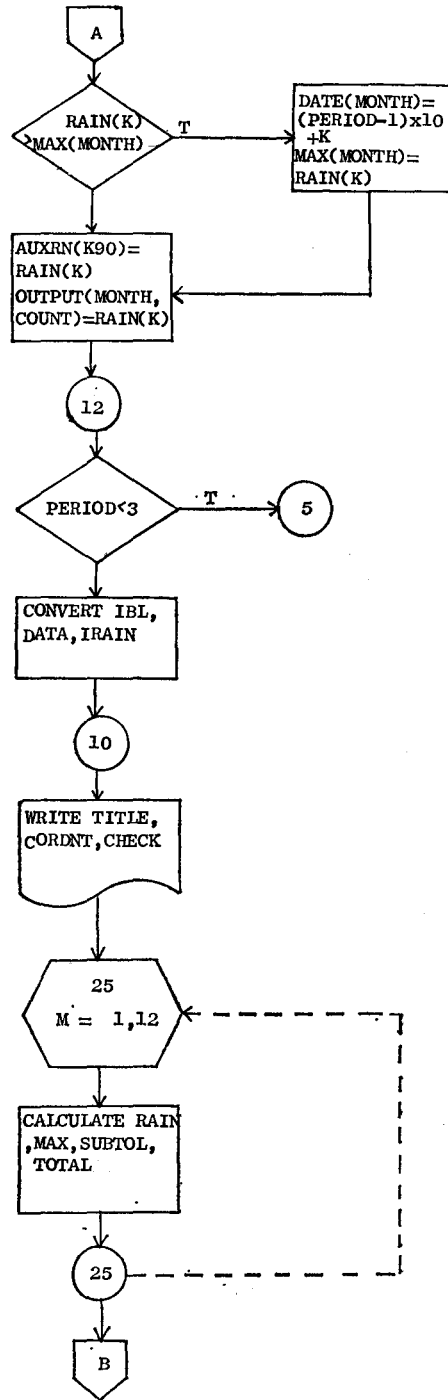 A
RAIN(K)
>MAX(MONTH)
T
DATE(MONTH)=
(PERIOD-1)x10
+K
MAX(MONTH)=
RAIN(K)
AUXRN(K90)=
RAIN(K)
OUTPUT(MONTH,
COUNT)=RAIN(K)
12
PERIOD<3
T
5
CONVERT IBL,
DATA,IRAIN
10
WRITE TITLE,
CORDNT,CHECK
25
M = 1,12
CALCULATE RAIN
,MAX,SUBTOL,
TOTAL
25
B